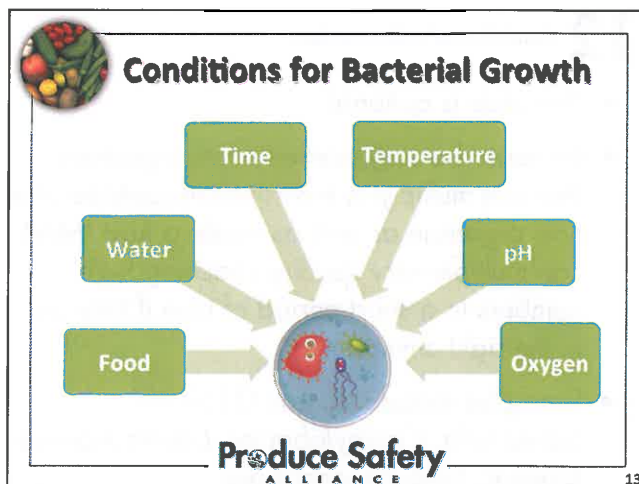 Conditions for Bacterial Growth
Time
Temperature
Water
pH
Food
Oxygen
Produce Safety
ALLIANCE
13